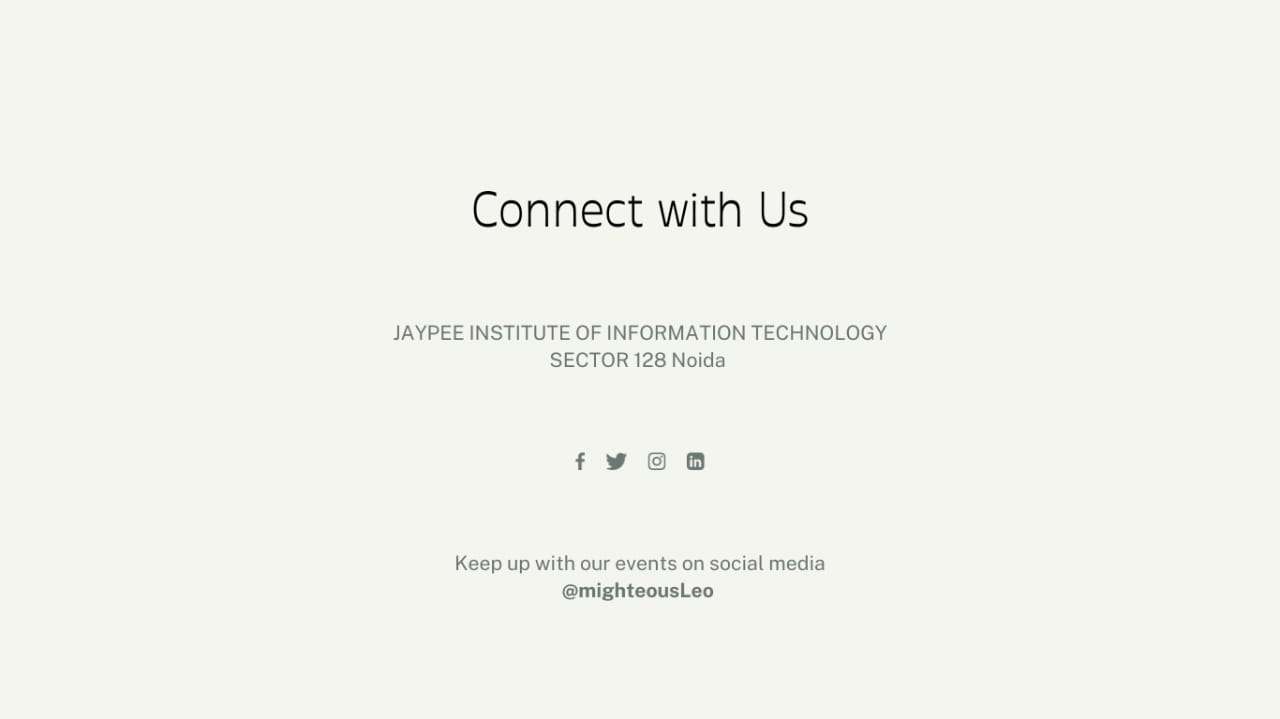 Connect with Us
JAYPEE INSTITUTE OF INFORMATION TECHNOLOGY
SECTOR 128 Noida
Keep up with our events on social media
@mighteousLeo